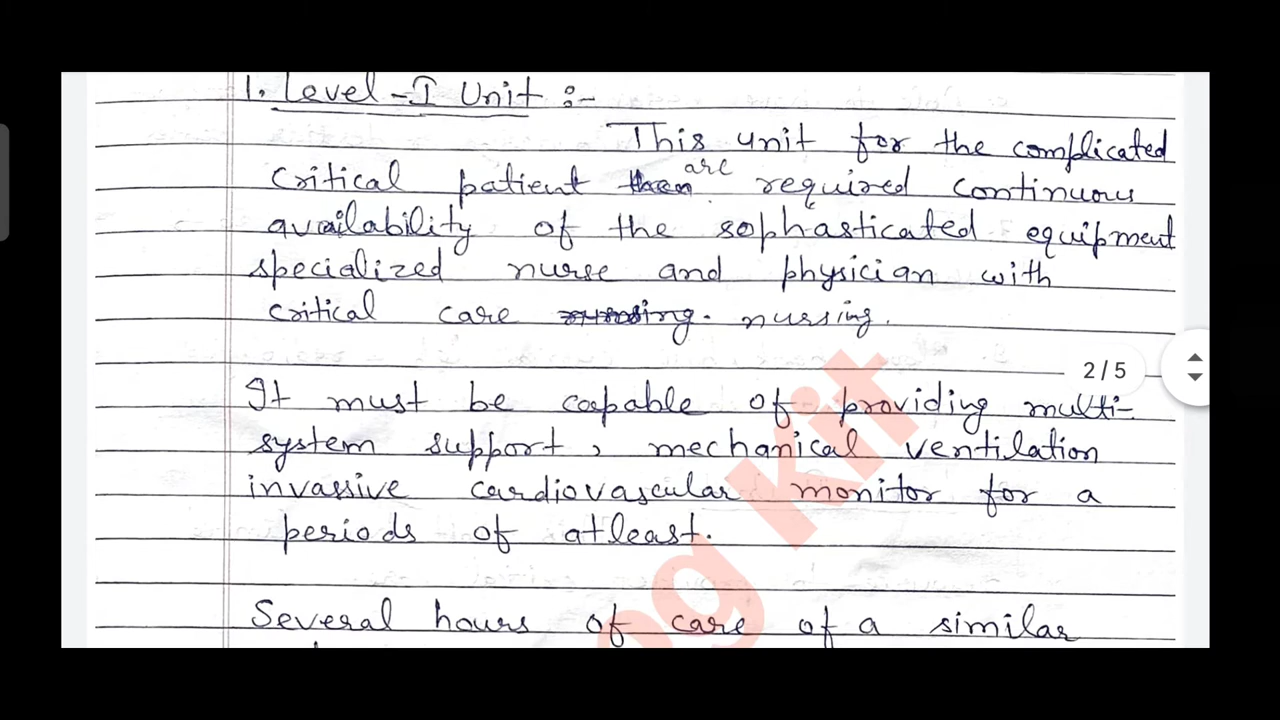 1. Level-I Unit :-
This unit for the complicated
critical patient are required continuous
availability of the sophasticated equipment
specialized nurse and physician with
critical care nursing.
2/5
It must be capable of providing multi-
system support, mechanical ventilation
invassive cardiovascular monitor for a
periods of atleast.
Several hours of care of a similar
ng Kit